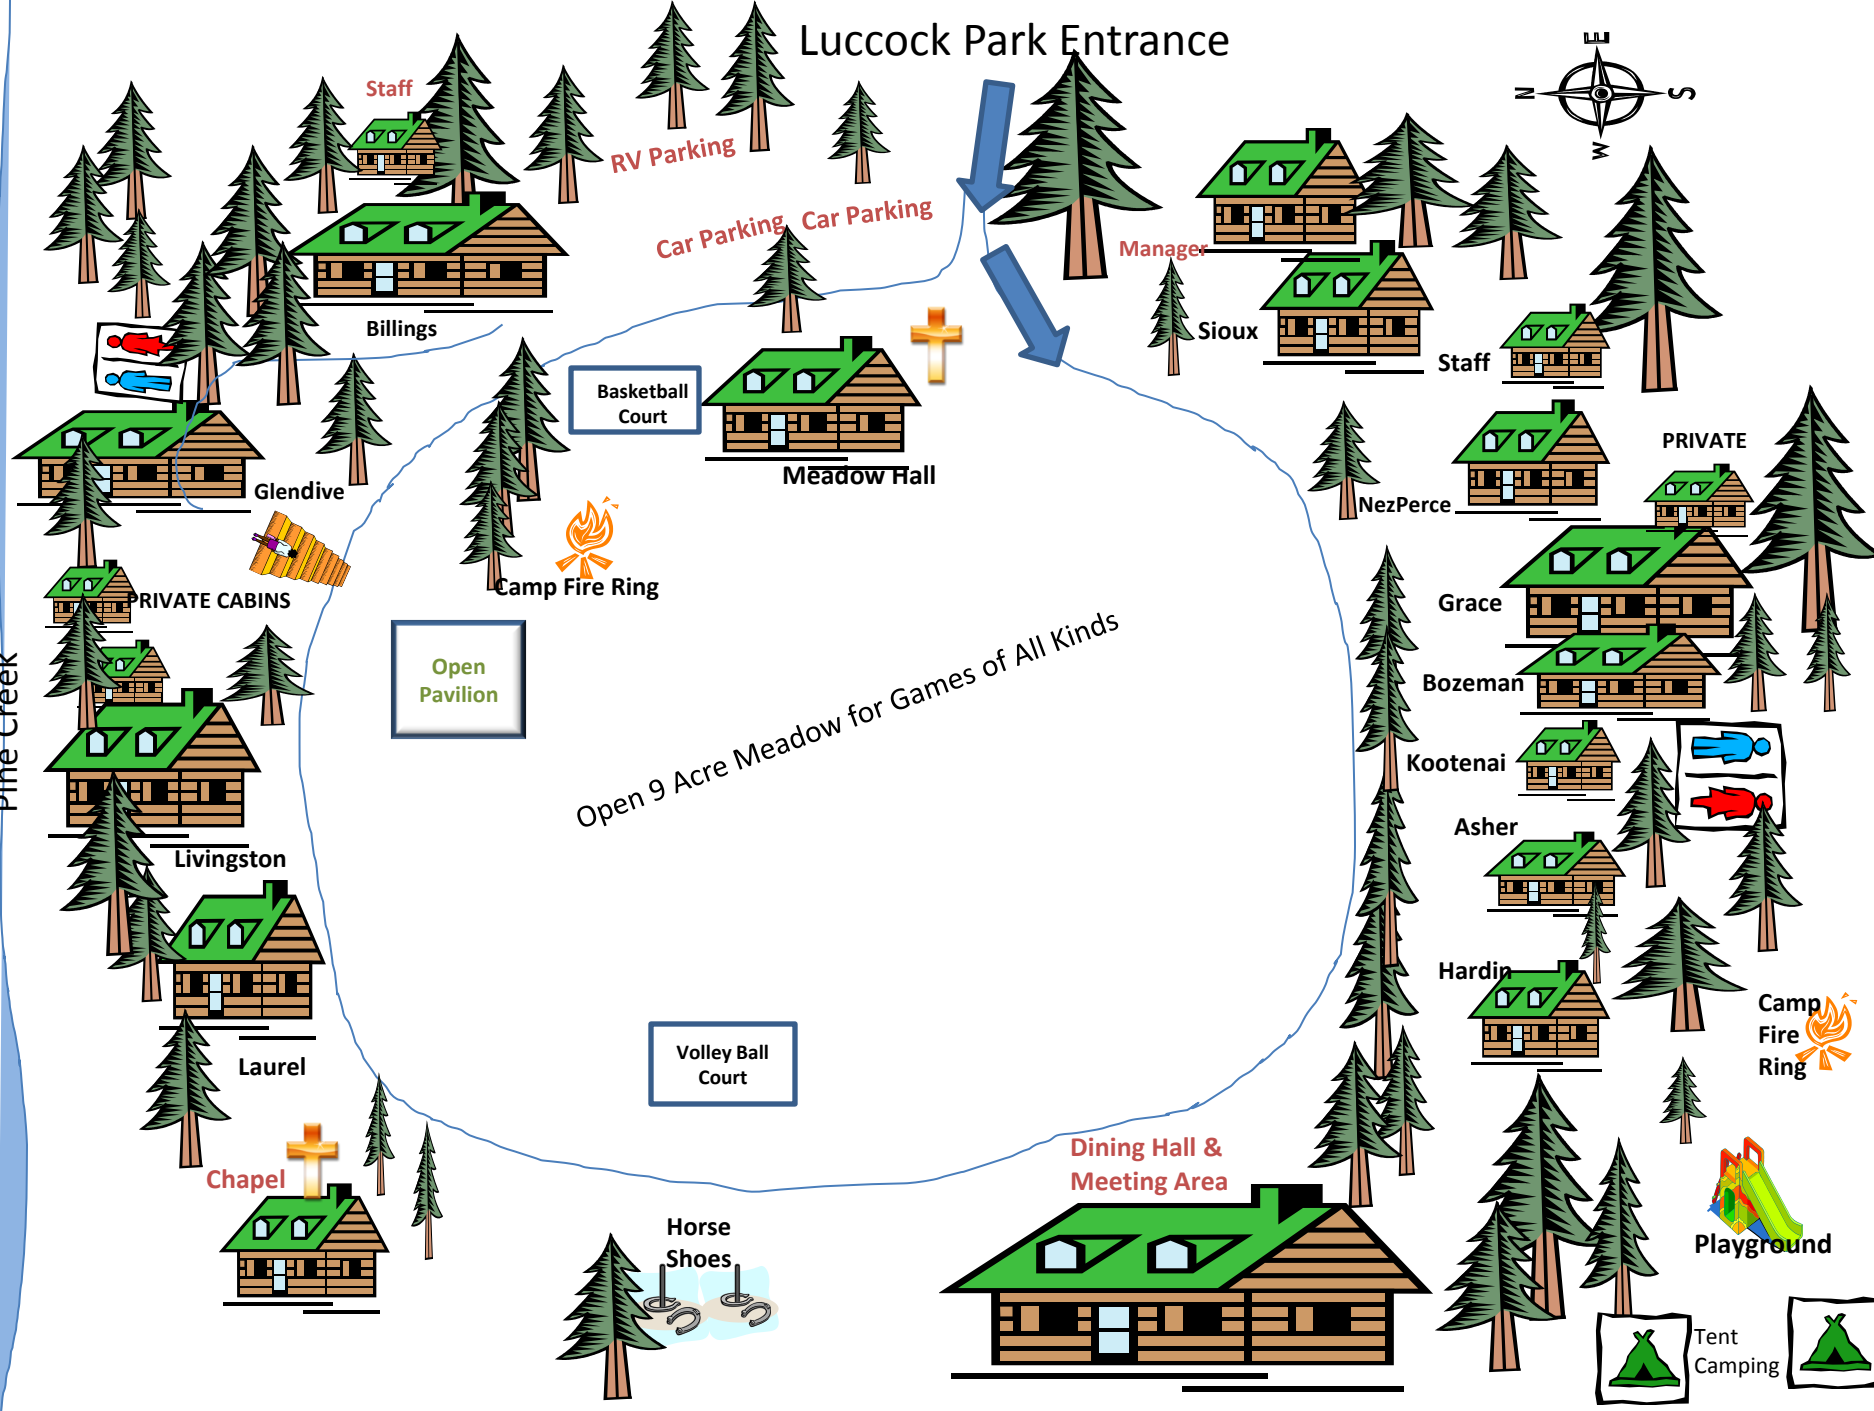 Luccock Park Entrance
E
N
S
W
Staff
RV Parking
Car Parking
Car Parking
Manager
Billings
Sioux
Staff
Basketball
Court
Meadow Hall
PRIVATE
NezPerce
Glendive
Camp Fire Ring
PRIVATE CABINS
Grace
Open
Pavilion
Open 9 Acre Meadow for Games of All Kinds
Bozeman
Pine Creek
Kootenai
Asher
Livingston
Hardin
Camp
Fire
Ring
Laurel
Volley Ball
Court
Chapel
Dining Hall &
Meeting Area
Horse
Shoes
Playground
Tent
Camping